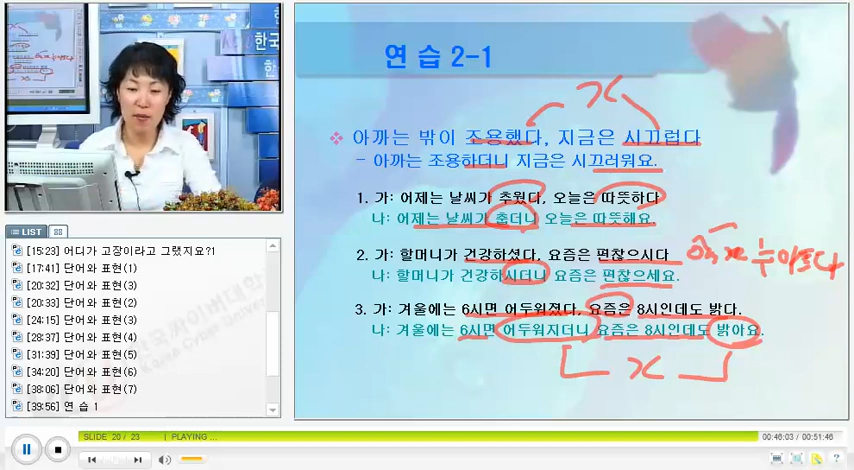 한국
연 습 2-1
X
❖ 아까는 밖이 조용했다, 지금은 시끄럽다
– 아까는 조용하더니 지금은 시끄러워요.
1. 가: 어제는 날씨가 추웠다, 오늘은 따뜻하다
나: 어제는 날씨가 춥더니 오늘은 따뜻해요.
2. 가: 할머니가 건강하셨다, 요즘은 편찮으시다
나: 할머니가 건강하시더니 요즘은 편찮으세요.
3. 가: 겨울에는 6시면 어두워졌다, 요즘은 8시인데도 밝다.
나: 겨울에는 6시면 어두워지더니 요즘은 8시인데도 밝아요.
X
LIST
[15:23] 어디가 고장이라고 그랬지요?1
[17:41] 단어와 표현(1)
[20:32] 단어와 표현(3)
[20:33] 단어와 표현(2)
[24:15] 단어와 표현(3)
[28:37] 단어와 표현(4)
[31:39] 단어와 표현(5)
[34:20] 단어와 표현(6)
[38:06] 단어와 표현(7)
[39:56] 연 습 1
SLIDE 20 / 23 | PLAYING ...
00:46:03 / 00:51:46